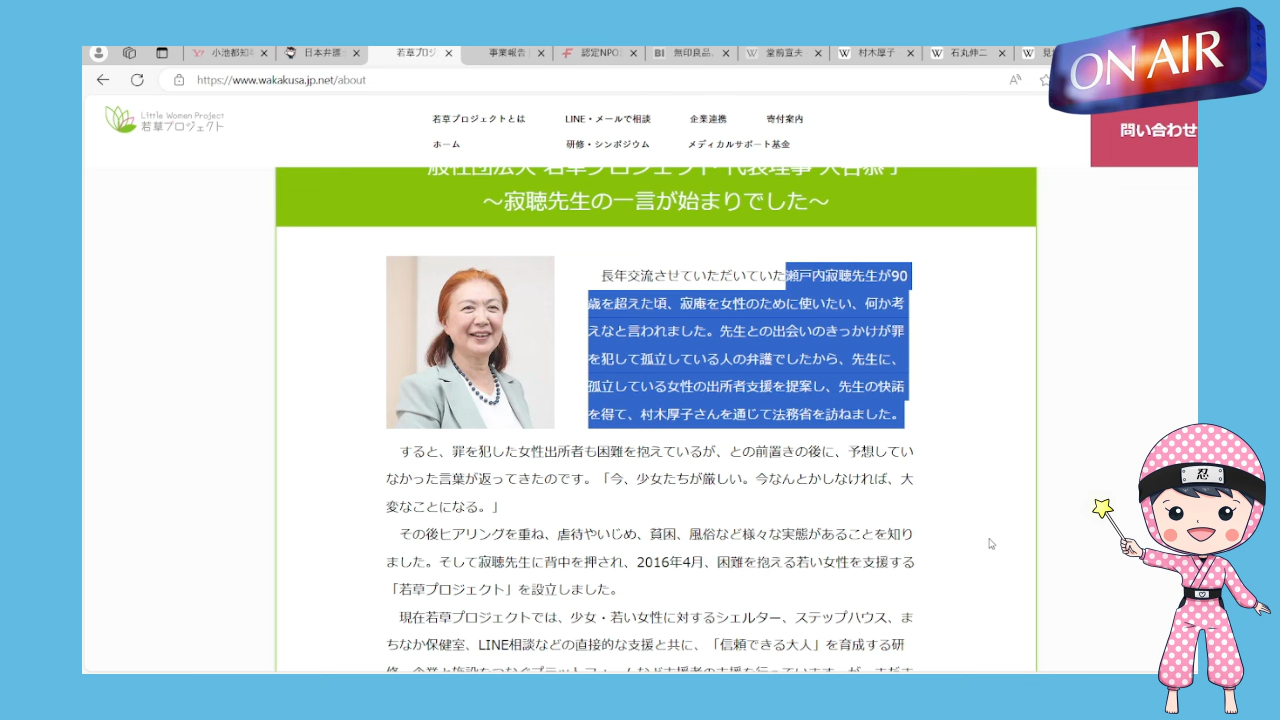 小池都知
日本弁護
若草プロジ
事業報告
認定NPO
無印良品、
堂前宣夫
村木厚子
石丸伸二
https://www.wakakusa.jp.net/about
ON AIR
Little Women Project
若草プロジェクト
若草プロジェクトとは
LINE・メールで相談
企業連携
寄付案内
ホーム
研修・シンポジウム
メディカルサポート基金
問い合わせ
〜寂聴先生の一言が始まりでした〜
長年交流させていただいていた瀬戸内寂聴先生が90
歳を超えた頃、寂庵を女性のために使いたい、何か考
えなと言われました。先生との出会いのきっかけが罪
を犯して孤立している人の弁護でしたから、先生に、
孤立している女性の出所者支援を提案し、先生の快諾
を得て、村木厚子さんを通じて法務省を訪ねました。
すると、罪を犯した女性出所者も困難を抱えているが、との前置きの後に、予想してい
なかった言葉が返ってきたのです。「今、少女たちが厳しい。今なんとかしなければ、大
変なことになる。」
その後ヒアリングを重ね、虐待やいじめ、貧困、風俗など様々な実態があることを知り
ました。そして寂聴先生に背中を押され、2016年4月、困難を抱える若い女性を支援する
「若草プロジェクト」を設立しました。
現在若草プロジェクトでは、少女・若い女性に対するシェルター、ステップハウス、ま
ちなか保健室、LINE相談などの直接的な支援と共に、「信頼できる大人」を育成する研
忍